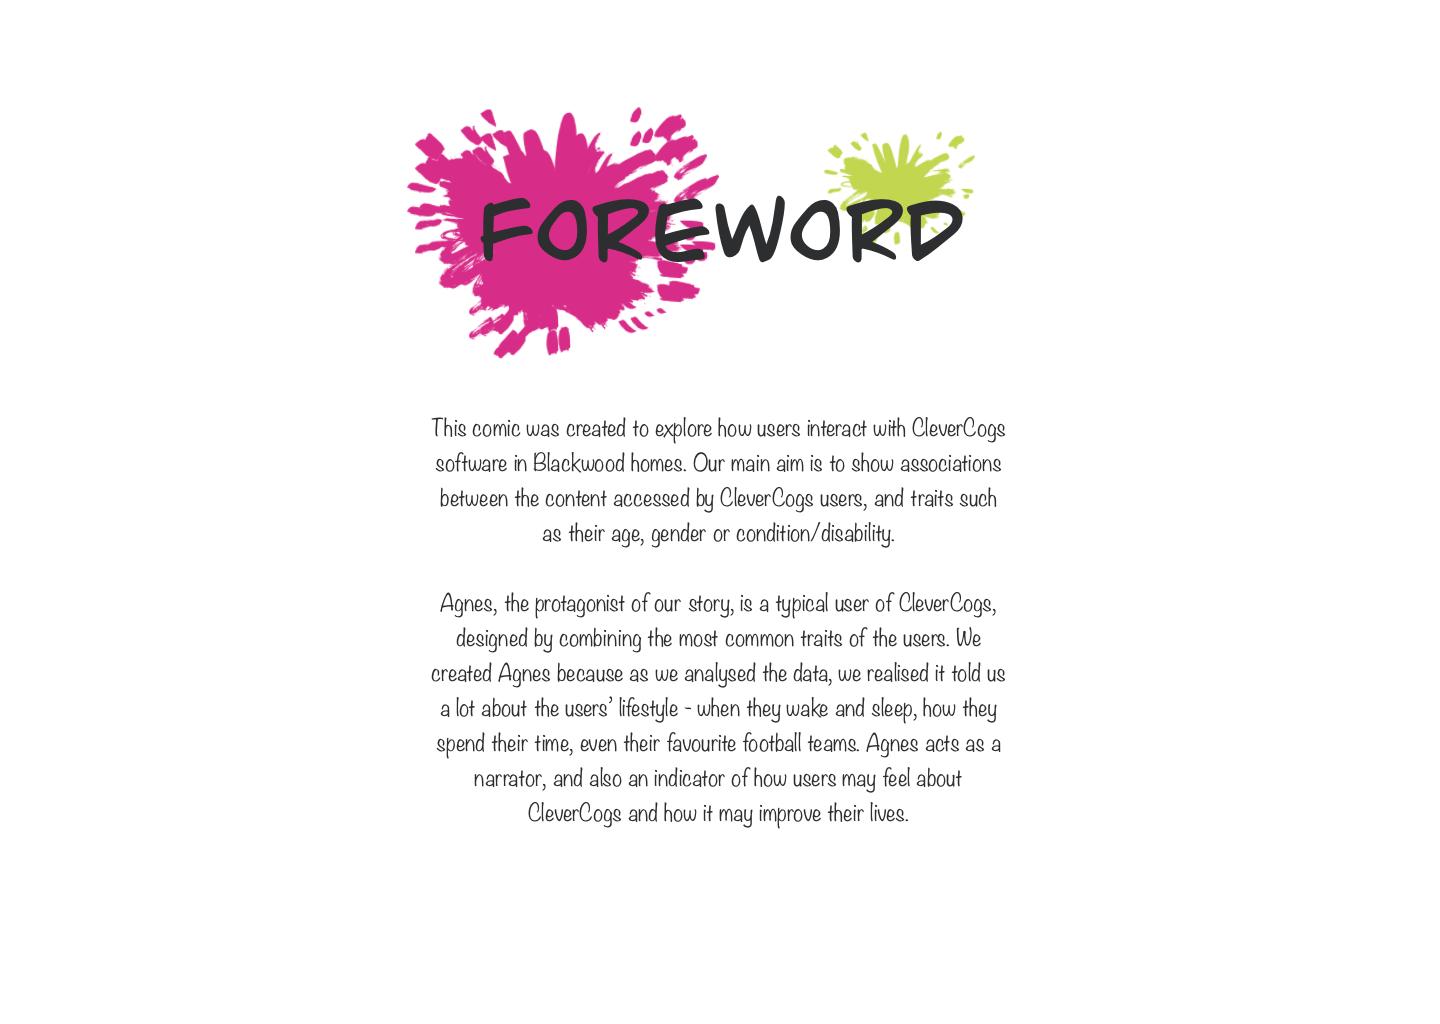 FOREWORD
This comic was created to explore how users interact with CleverCogs
software in Blackwood homes. Our main aim is to show associations
between the content accessed by CleverCogs users, and traits such
as their age, gender or condition/disability.
Agnes, the protagonist of our story, is a typical user of CleverCogs,
designed by combining the most common traits of the users. We
created Agnes because as we analysed the data, we realised it told us
a lot about the users’ lifestyle - when they wake and sleep, how they
spend their time, even their favourite football teams. Agnes acts as a
narrator, and also an indicator of how users may feel about
CleverCogs and how it may improve their lives.